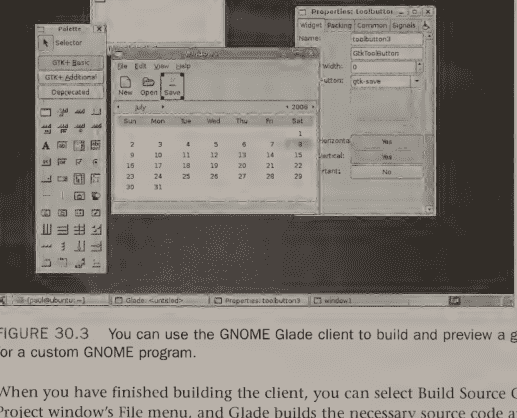 Palette
Selector
GTK+ Basic
GTK+ Additional
Deprecated
File Edit View Help
New Open Save
July 2006
Sun Mon Tue Wed Thu Fri Sat
1
2 3 4 5 6 7 8
9 10 11 12 13 14 15
16 17 18 19 20 21 22
23 24 25 26 27 28 29
30 31
Properties: toolbutton
Widget Packing Common Signals
Name: toolbutton3
GtkToolButton
Width: 0
gtk-save
Yes
Yes
No
[paul@ubuntu: ~] Glade: <untitled> Properties: toolbutton3 window1
FIGURE 30.3 You can use the GNOME Glade client to build and preview a g
or a custom GNOME program.
When you have finished building the client, you can select Build Source
Project window's File menu, and Glade builds the necessary source code a